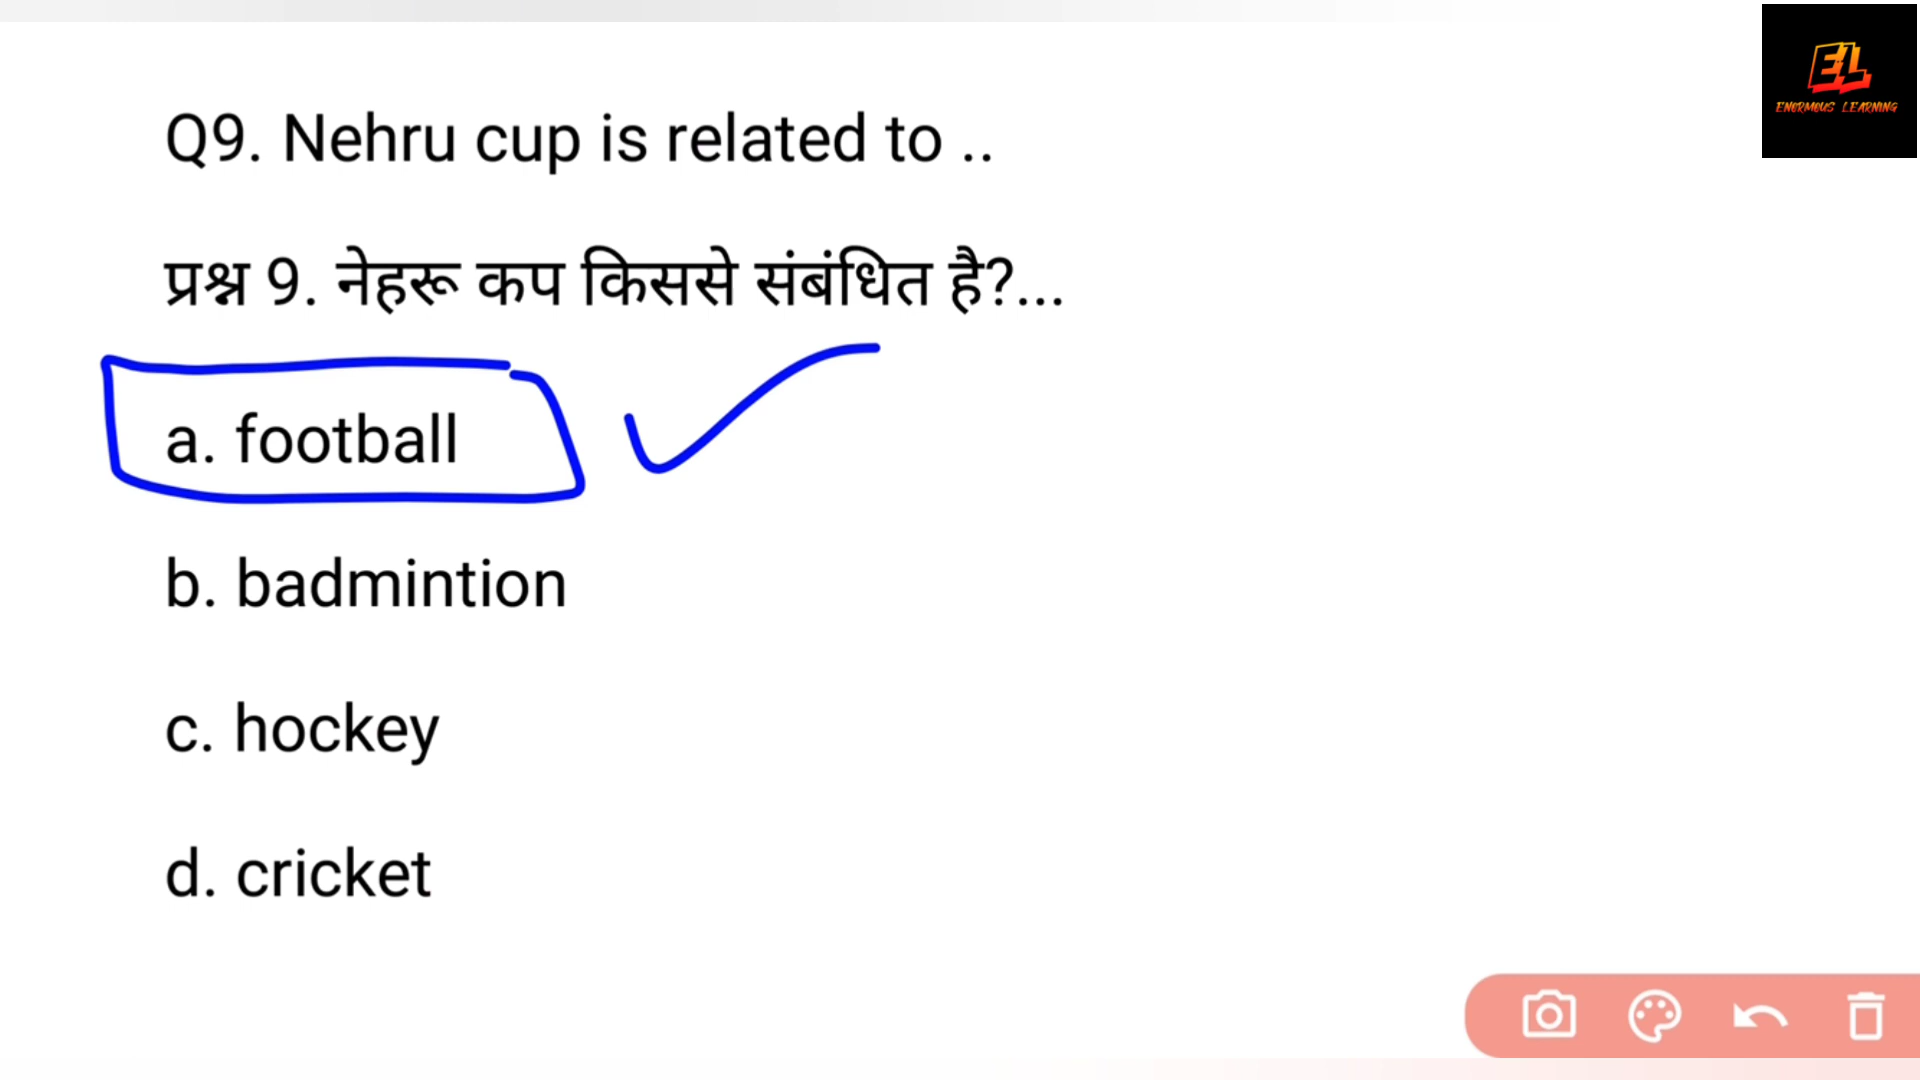 EL
ENORMOUS LEARNING
Q9. Nehru cup is related to ..
प्रश्न 9. नेहरू कप किससे संबंधित है?...
a. football
b. badmintion
c. hockey
d. cricket